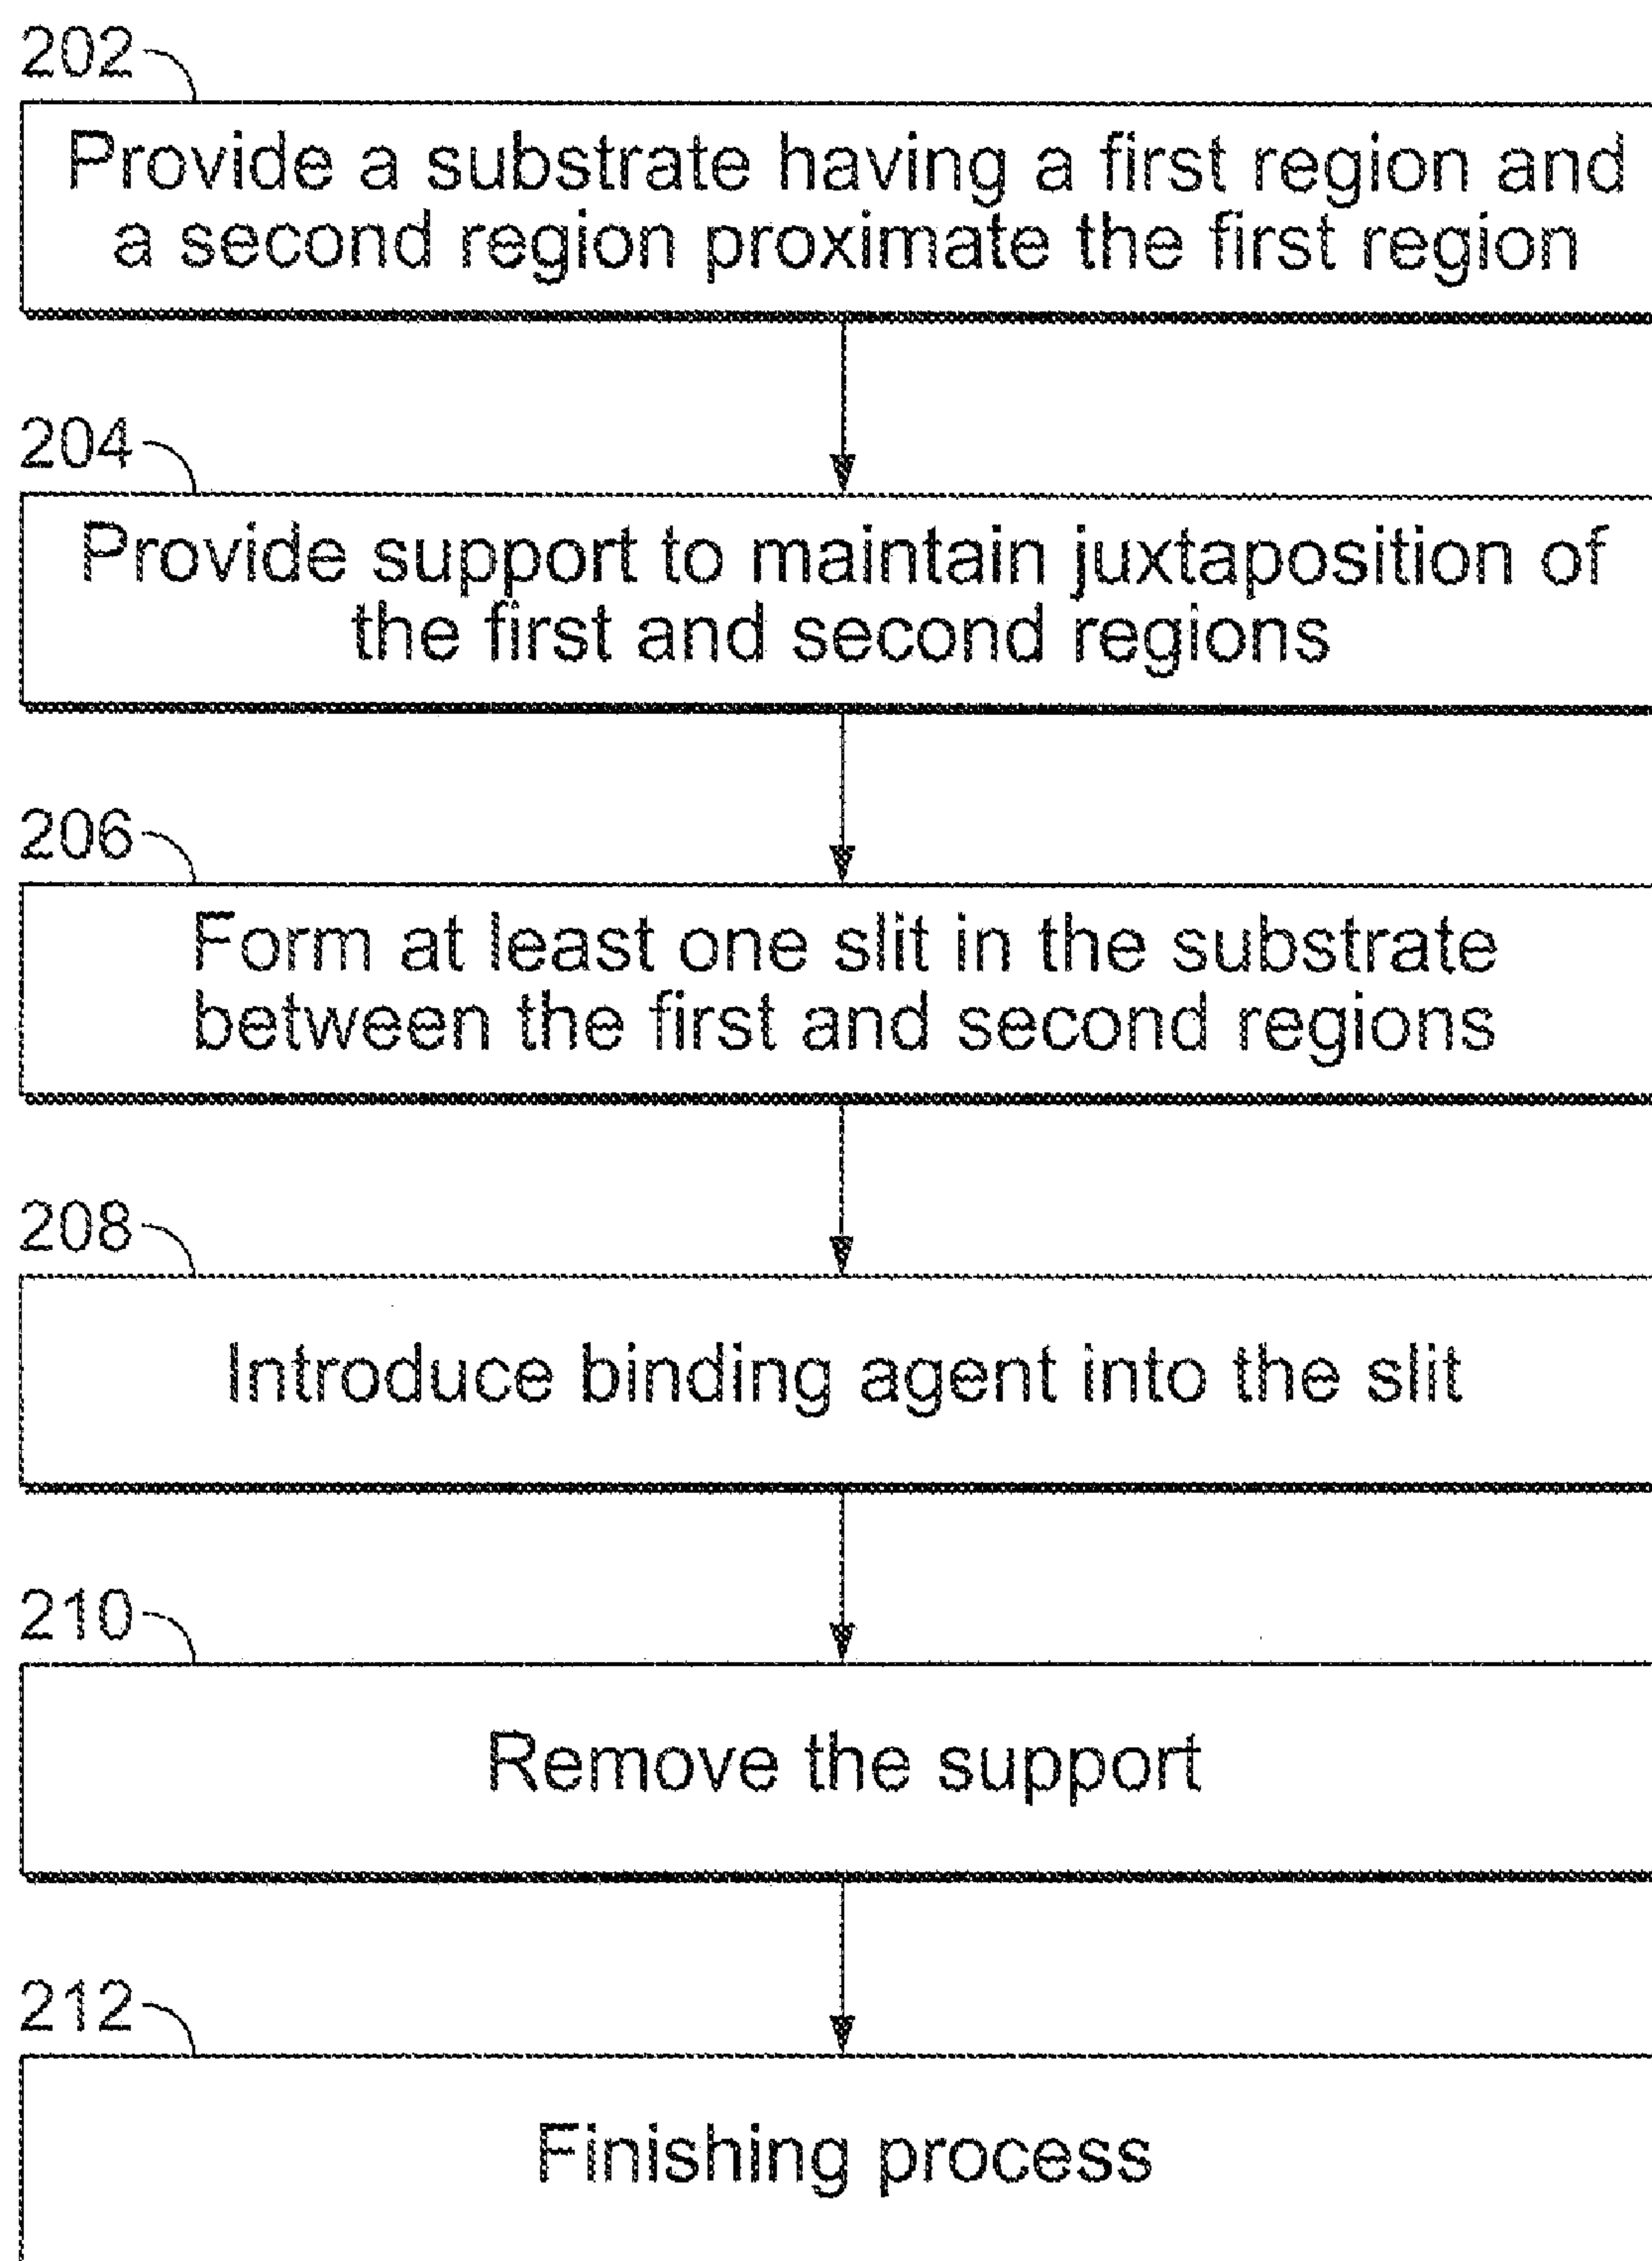 202
Provide a substrate having a first region and
a second region proximate the first region
204
Provide support to maintain juxtaposition of
the first and second regions
206
Form at least one slit in the substrate
between the first and second regions
208
Introduce binding agent into the slit
210
Remove the support
212
Finishing process